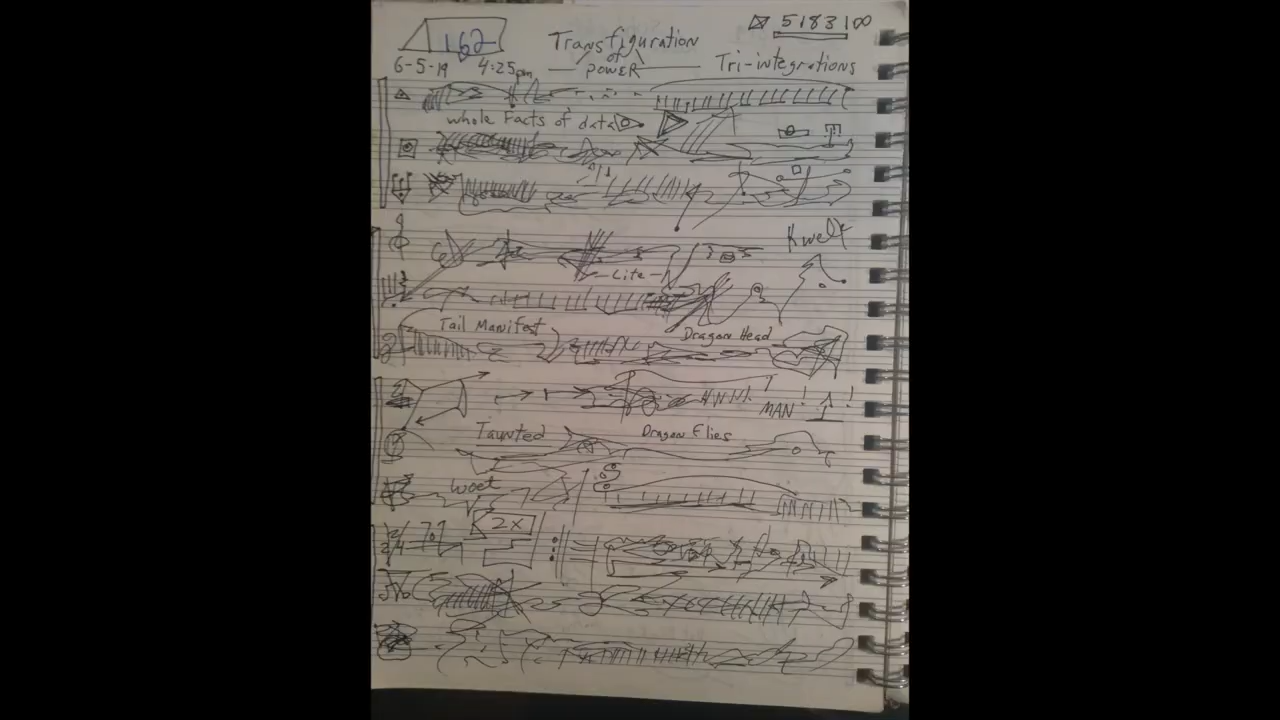 162
5183100
Transfiguration
of
POWER
Tri-integrations
6-5-19 4:25pm
whole Facts of data
Kwelt
Lite
Tail Manifest
Dragon Head
MAN!
Taunted
Dragon Flies
woet
2x